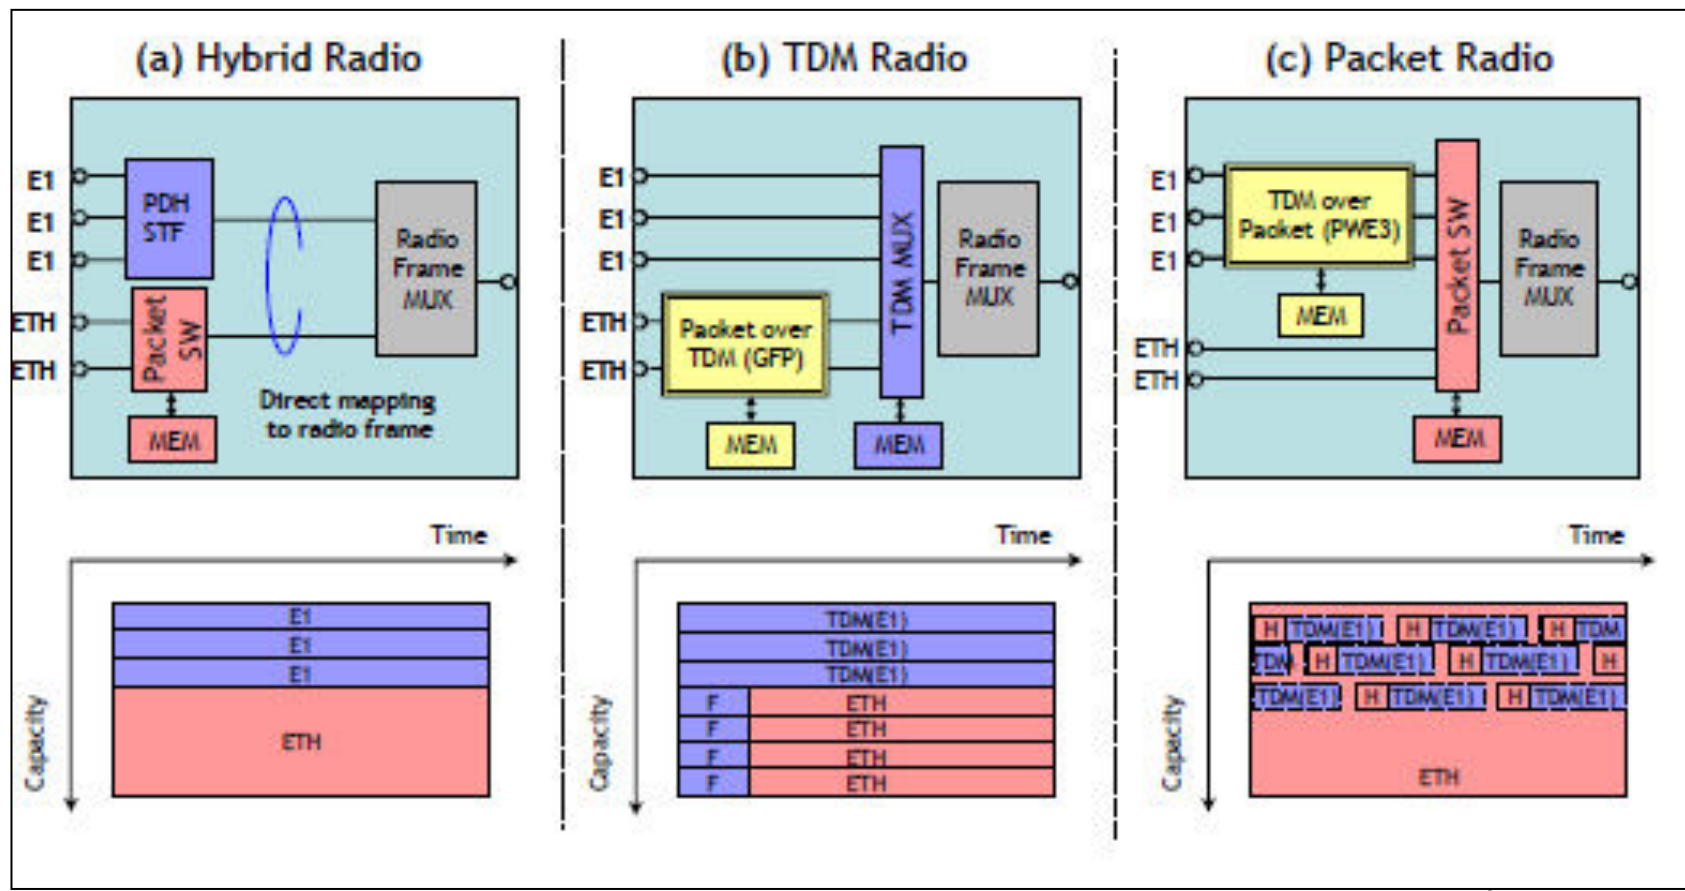 (a) Hybrid Radio
E1
E1
E1
ETH
ETH
PDH
STF
Packet
SW
MEM
Direct mapping
to radio frame
Radio
Frame
MUX
Time
Capacity
E1
E1
E1
ETH
(b) TDM Radio
E1
E1
E1
ETH
ETH
Packet over
TDM (GFP)
MEM
TDM MUX
MEM
Radio
Frame
MUX
Time
Capacity
TDM(E1)
TDM(E1)
TDM(E1)
F ETH
F ETH
F ETH
F ETH
(c) Packet Radio
E1
E1
E1
ETH
ETH
TDM over
Packet (PWE3)
MEM
Packet SW
MEM
Radio
Frame
MUX
Time
Capacity
H TDM(E1) H TDM(E1) H TDM
TDM H TDM(E1) H TDM(E1) H
TDM(E1) H TDM(E1) H TDM(E1)
ETH